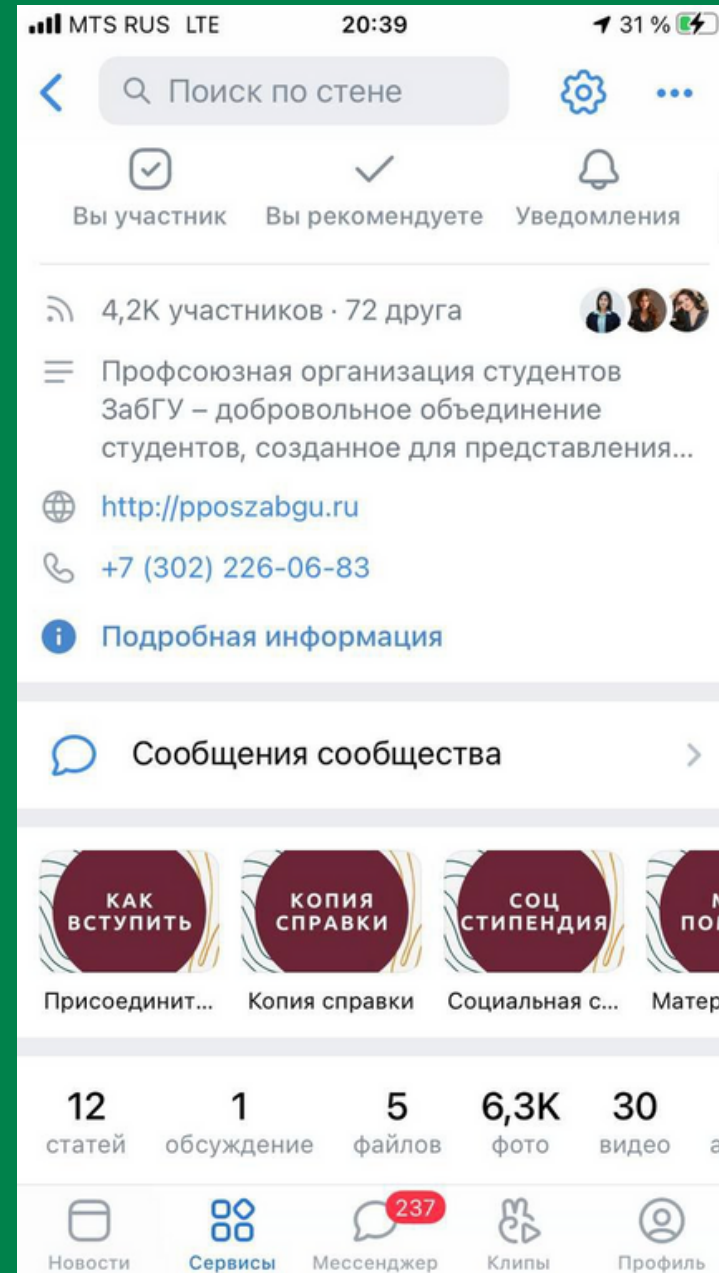 MTS RUS LTE 20:39 31 %
Поиск по стене
Вы участник Вы рекомендуете Уведомления
4,2K участников · 72 друга
Профсоюзная организация студентов
ЗабГУ – добровольное объединение
студентов, созданное для представления...
http://pposzabgu.ru
+7 (302) 226-06-83
Подробная информация
Сообщения сообщества
КАК
ВСТУПИТЬ
КОПИЯ
СПРАВКИ
СОЦ
СТИПЕНДИЯ
Присоединит... Копия справки Социальная с...
12 1 5 6,3K 30
статей обсуждение файлов фото видео
237
Новости Сервисы Мессенджер Клипы Профиль